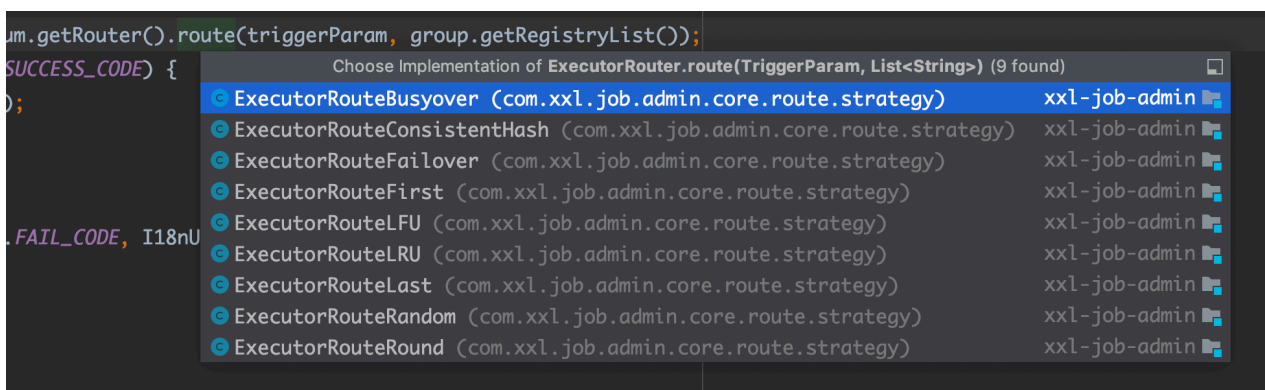 um.getRouter().route(triggerParam, group.getRegistryList());
SUCCESS_CODE) {
Choose Implementation of ExecutorRouter.route(TriggerParam, List<String>) (9 found)
);
ExecutorRouteBusyover (com.xxl.job.admin.core.route.strategy) xxl-job-admin
ExecutorRouteConsistentHash (com.xxl.job.admin.core.route.strategy) xxl-job-admin
ExecutorRouteFailover (com.xxl.job.admin.core.route.strategy) xxl-job-admin
ExecutorRouteFirst (com.xxl.job.admin.core.route.strategy) xxl-job-admin
ExecutorRouteLFU (com.xxl.job.admin.core.route.strategy) xxl-job-admin
.FAIL_CODE, I18nU
ExecutorRouteLRU (com.xxl.job.admin.core.route.strategy) xxl-job-admin
ExecutorRouteLast (com.xxl.job.admin.core.route.strategy) xxl-job-admin
ExecutorRouteRandom (com.xxl.job.admin.core.route.strategy) xxl-job-admin
ExecutorRouteRound (com.xxl.job.admin.core.route.strategy) xxl-job-admin